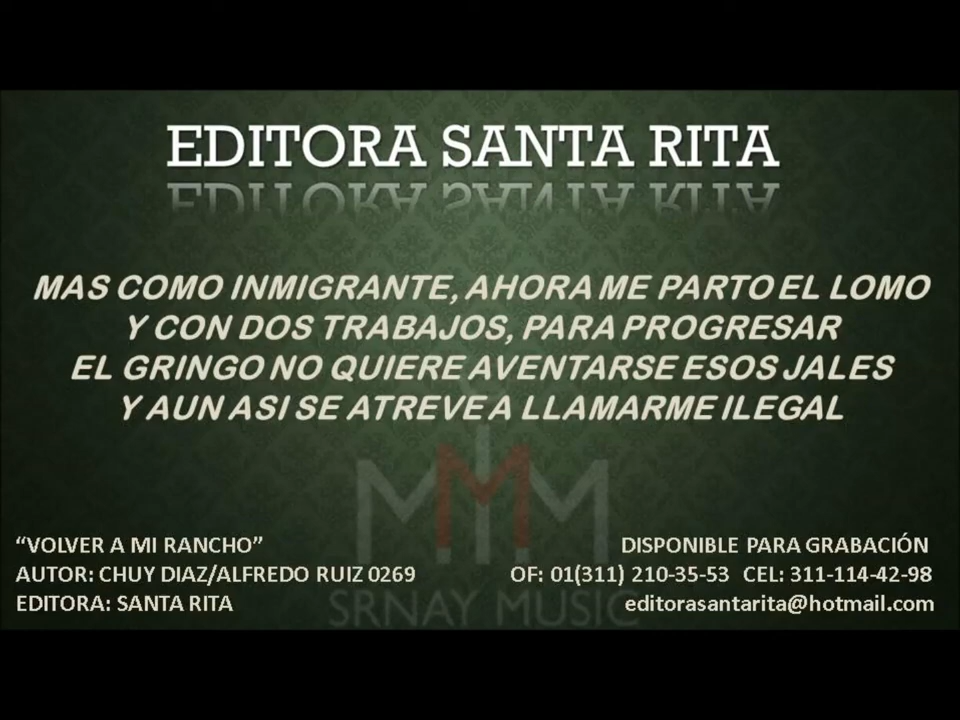 EDITORA SANTA RITA
MAS COMO INMIGRANTE, AHORA ME PARTO EL LOMO
Y CON DOS TRABAJOS, PARA PROGRESAR
EL GRINGO NO QUIERE AVENTARSE ESOS JALES
Y AUN ASI SE ATREVE A LLAMARME ILEGAL
MMM
SRNAY MUSIC
“VOLVER A MI RANCHO”
AUTOR: CHUY DIAZ/ALFREDO RUIZ 0269
EDITORA: SANTA RITA
DISPONIBLE PARA GRABACIÓN
OF: 01(311) 210-35-53 CEL: 311-114-42-98
editorasantarita@hotmail.com